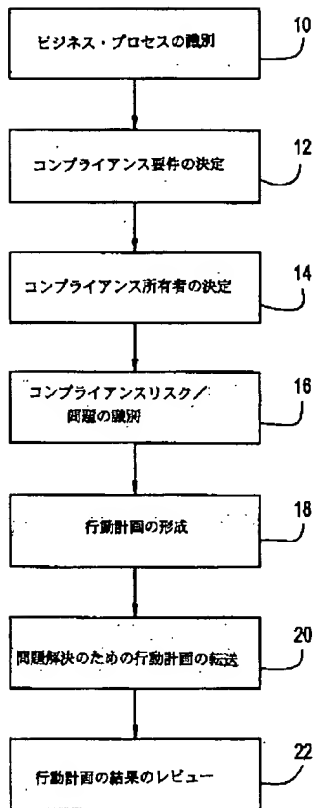 ビジネス・プロセスの識別
10
コンプライアンス要件の決定
12
コンプライアンス所有者の決定
14
コンプライアンスリスク／
問題の識別
16
行動計画の形成
18
問題解決のための行動計画の転送
20
行動計画の結果のレビュー
22